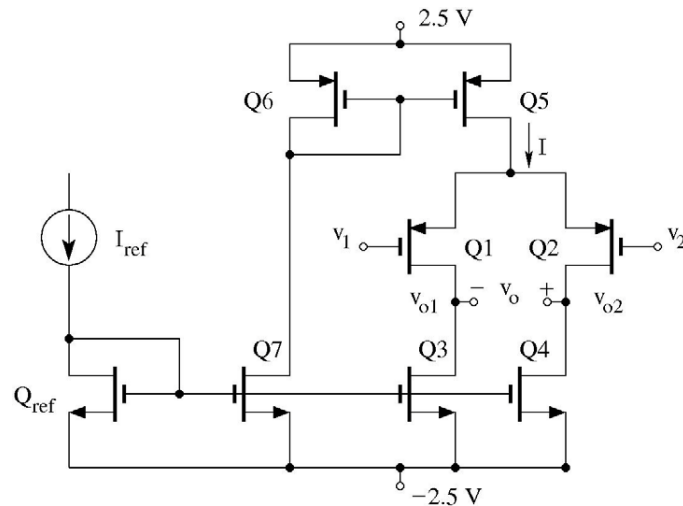 2.5 V
Q6
Q5
I
I_ref
v_1
Q1
Q2
v_2
v_o1
−
v_o
+
v_o2
Q7
Q3
Q4
Q_ref
−2.5 V